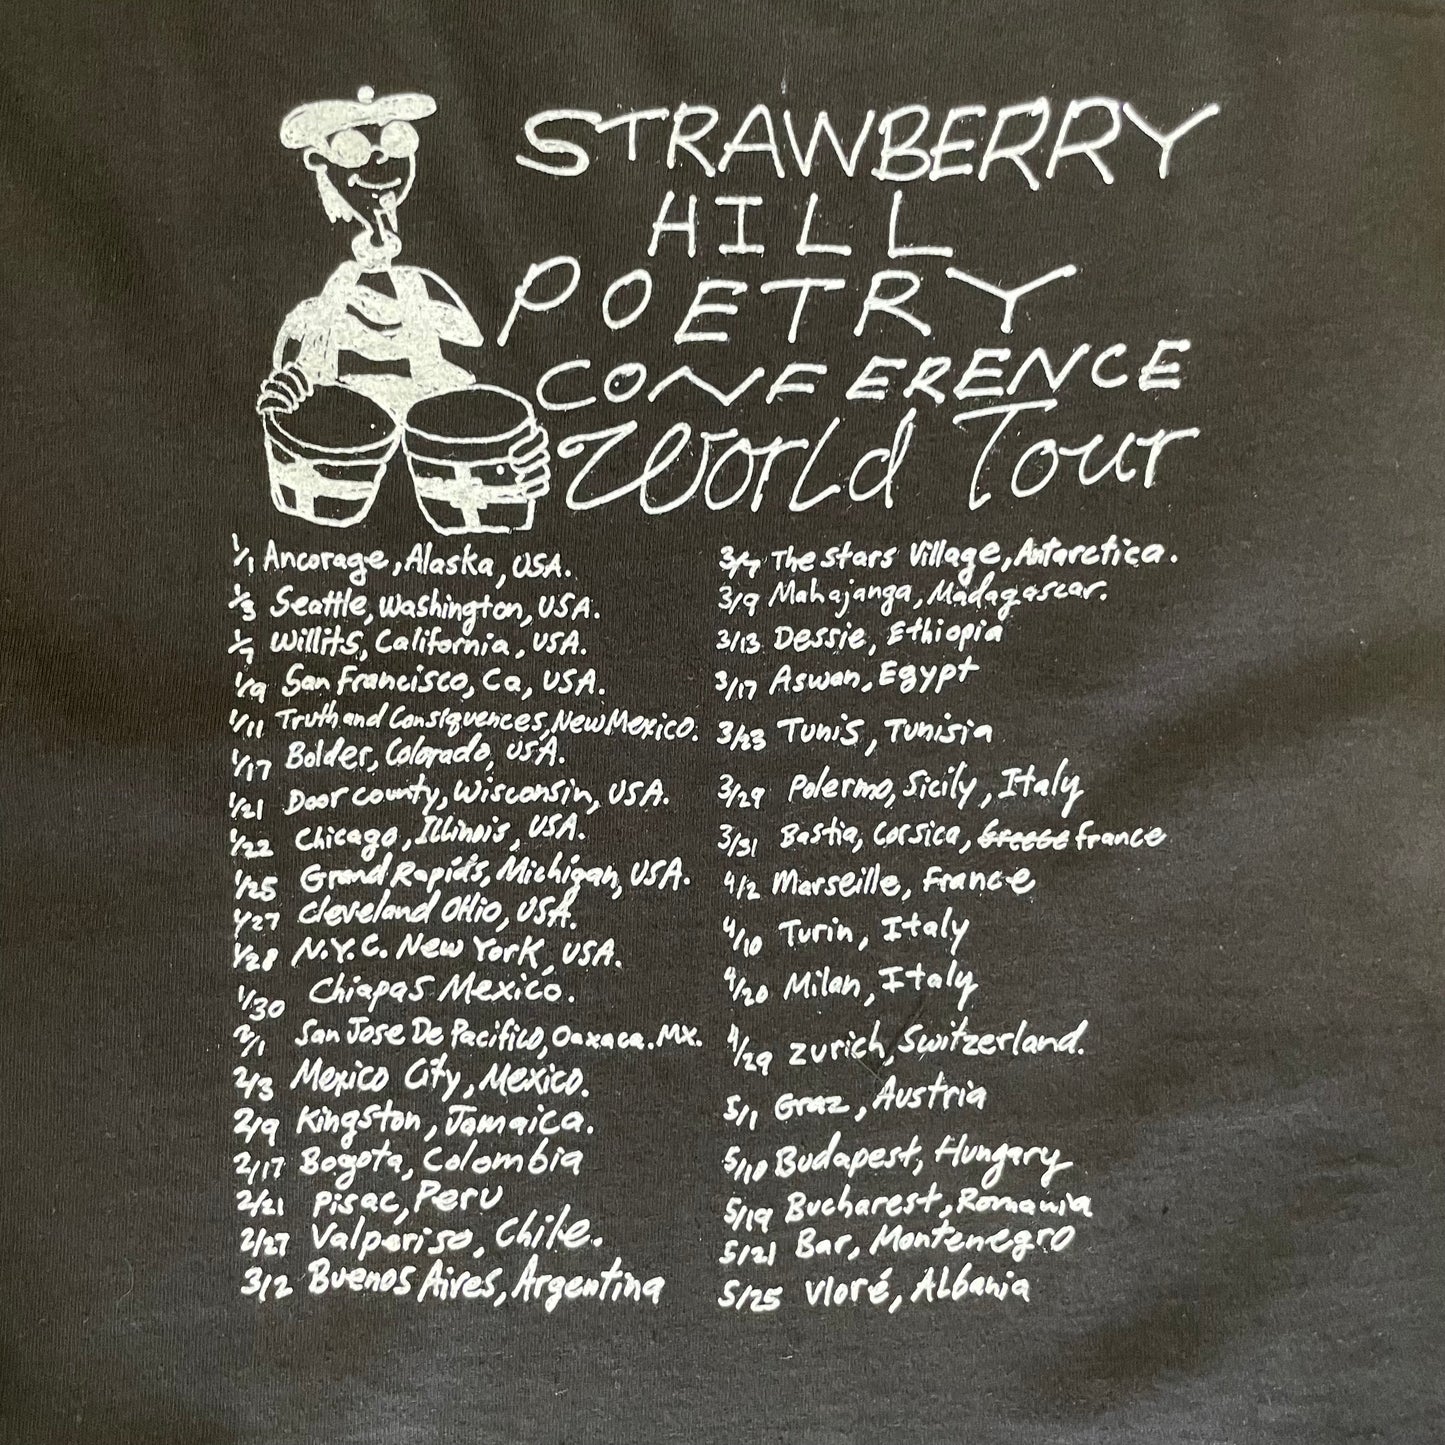 STRAWBERRY
HILL
POETRY
CONFERENCE
World Tour
1/1 Ancorage, Alaska, USA.
1/3 Seattle, Washington, USA.
1/7 Willits, California, USA.
1/9 San Francisco, Ca, USA.
1/11 Truth and Consiquences, New Mexico.
1/17 Bolder, Colorado, USA.
1/21 Door county, Wisconsin, USA.
1/22 Chicago, Illinois, USA.
1/25 Grand Rapids, Michigan, USA.
1/27 Cleveland Ohio, USA.
1/28 N.Y.C. New York, USA.
1/30 Chiapas Mexico.
2/1 San Jose De Pacifico, Oaxaca. MX.
2/3 Mexico City, Mexico.
2/9 Kingston, Jamaica.
2/17 Bogota, Colombia
2/21 Pisac, Peru
2/27 Valpariso, Chile.
3/2 Buenos Aires, Argentina
3/7 The Stars Village, Antarctica.
3/9 Mahajanga, Madagascar.
3/13 Dessie, Ethiopia
3/17 Aswan, Egypt
3/23 Tunis, Tunisia
3/29 Palermo, Sicily, Italy
3/31 Bastia, Corsica, Greece France
4/2 Marseille, France
4/10 Turin, Italy
4/20 Milan, Italy
4/29 Zurich, Switzerland.
5/1 Graz, Austria
5/10 Budapest, Hungary
5/19 Bucharest, Romania
5/21 Bar, Montenegro
5/25 Vloré, Albania